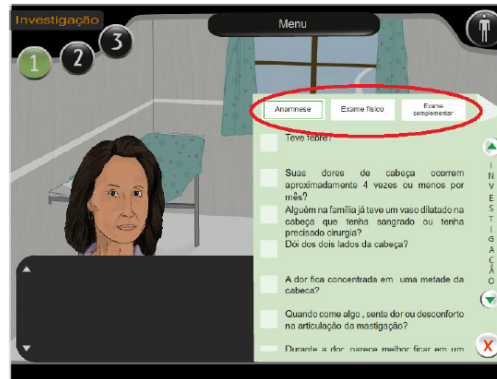 Investigação
Menu
1
2
3
Anamnese
Exame físico
Exame
complementar
Teve febre?
Suas dores de cabeça ocorrem
aproximadamente 4 vezes ou menos por
mês?
Alguém na família já teve um vaso dilatado na
cabeça que tenha sangrado ou tenha
precisado cirurgia?
Dói dos dois lados da cabeça?
A dor fica concentrada em uma metade da
cabeca?
Quando come algo , sente dor ou desconforto
na articulação da mastigação?
Durante a dor, parece melhor ficar em um
INVESTIGAÇÃO
X